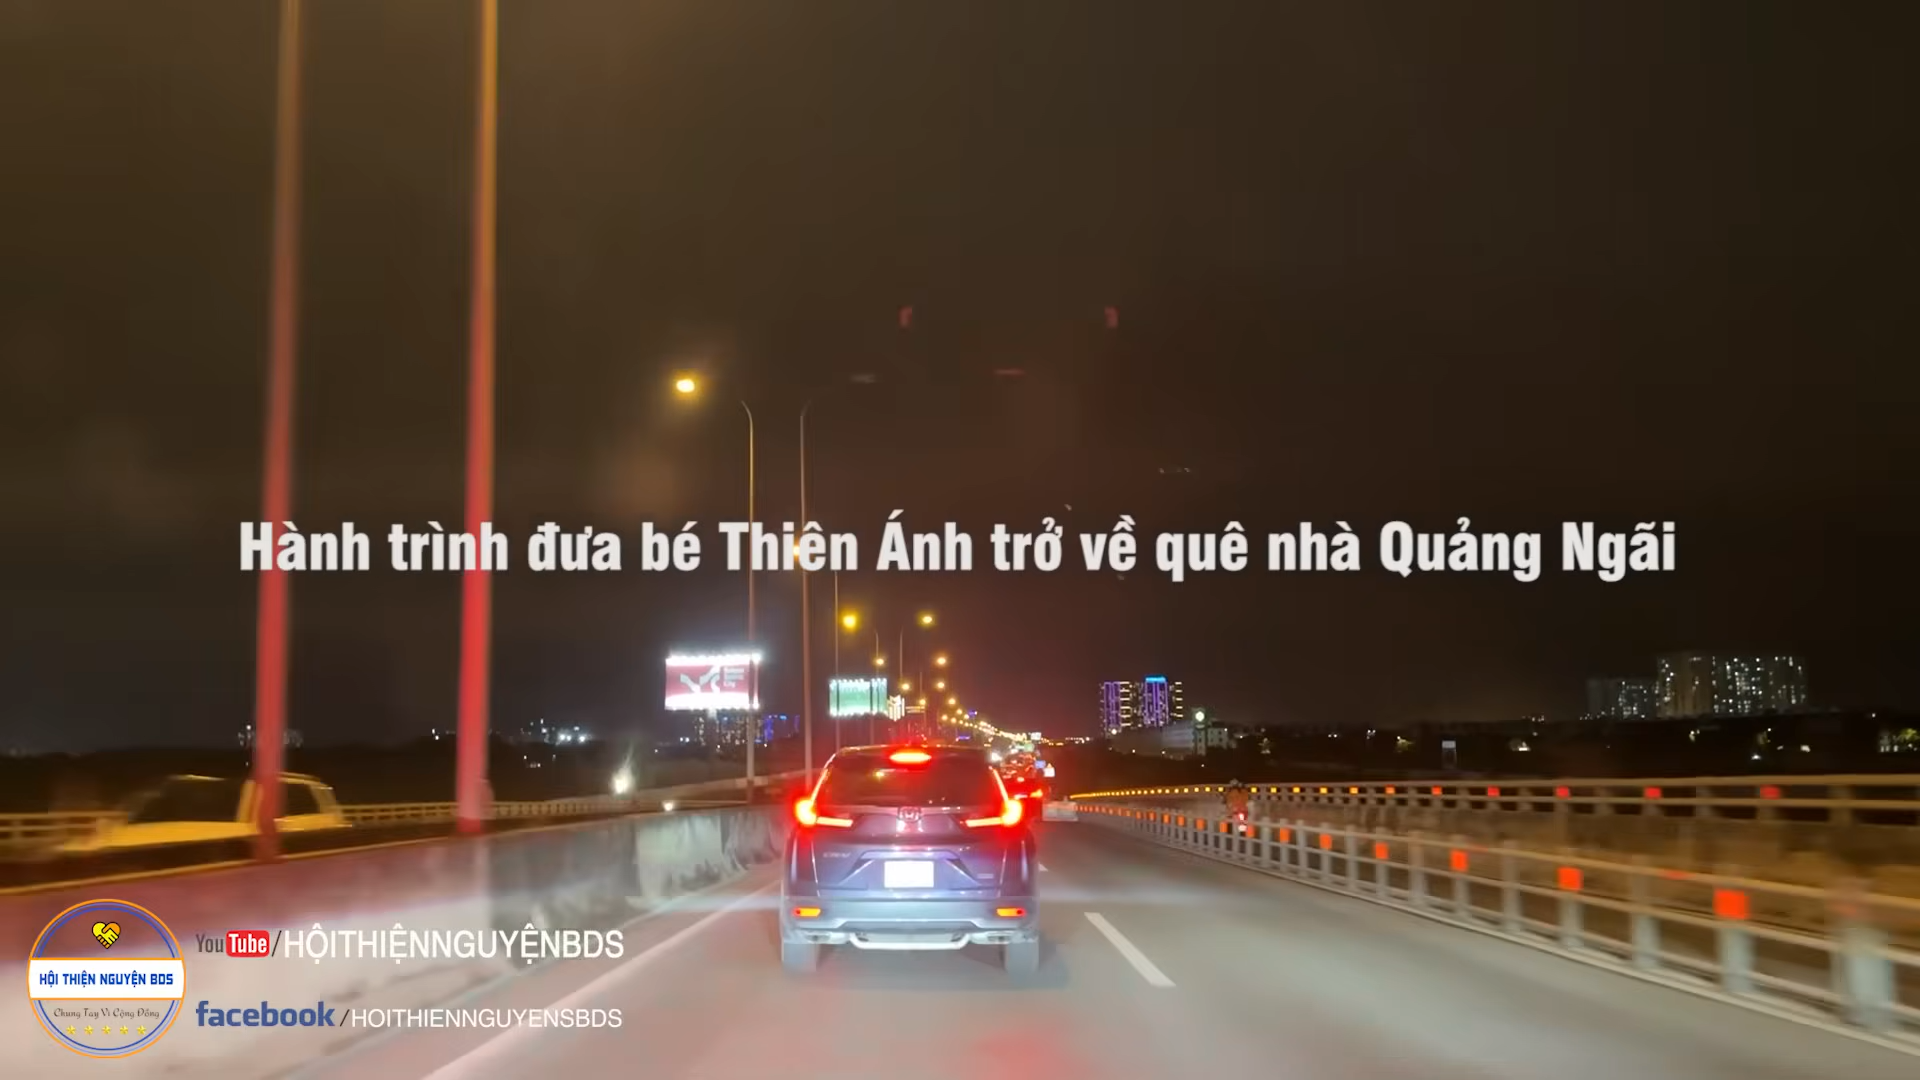 Hành trình đưa bé Thiên Ánh trở về quê nhà Quảng Ngãi
YouTube/HỘITHIỆNNGUYỆNBDS
HỘI THIỆN NGUYỆN BDS
Chung Tay Vì Cộng Đồng
facebook/HOITHIENNGUYENSBDS